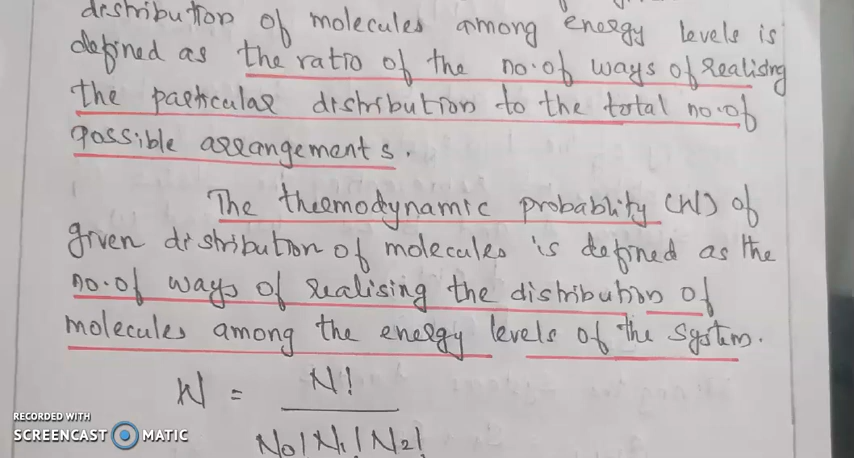 distribution of molecules among energy levels is
defined as the ratio of the no.of ways of realising
the particular distribution to the total no.of
possible arrangements.
The thermodynamic probablity (W) of
given distribution of molecules is defined as the
no.of ways of realising the distribution of
molecules among the energy levels of the system.
W = N!
N0! N1! N2!
RECORDED WITH
SCREENCAST MATIC